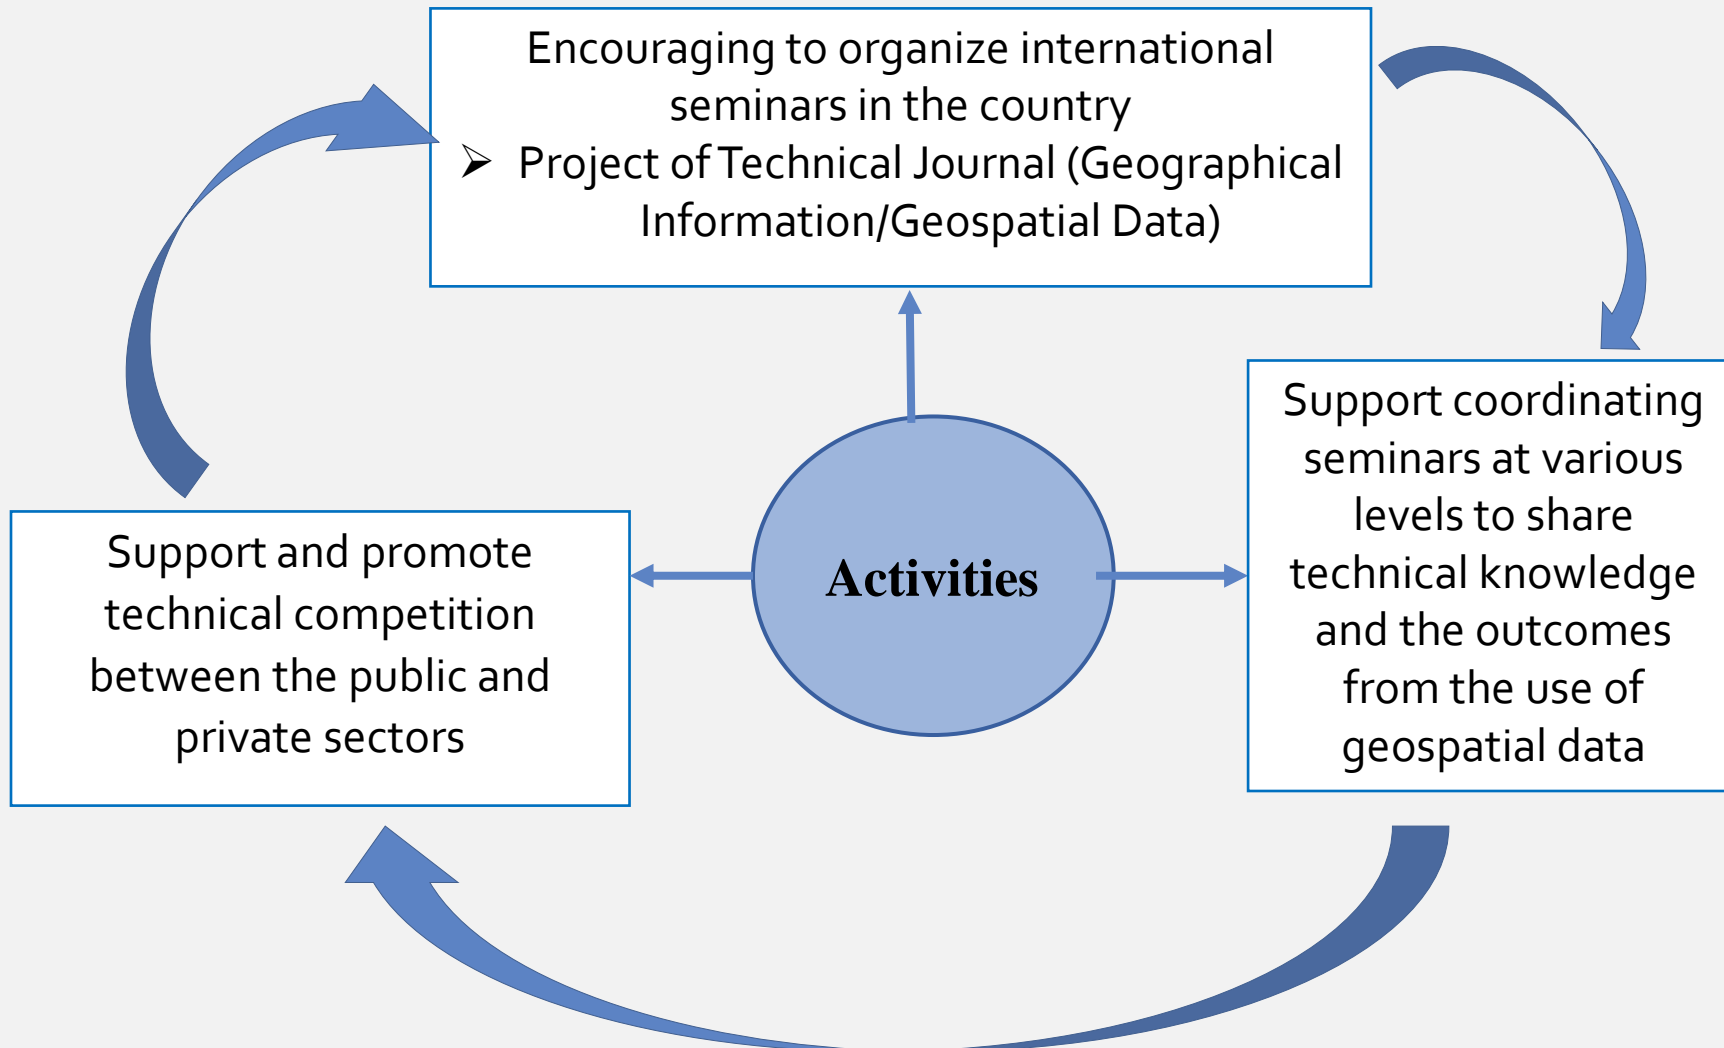 Encouraging to organize international
seminars in the country
➢ Project of Technical Journal (Geographical
Information/Geospatial Data)
Support coordinating
seminars at various
levels to share
technical knowledge
and the outcomes
from the use of
geospatial data
Activities
Support and promote
technical competition
between the public and
private sectors